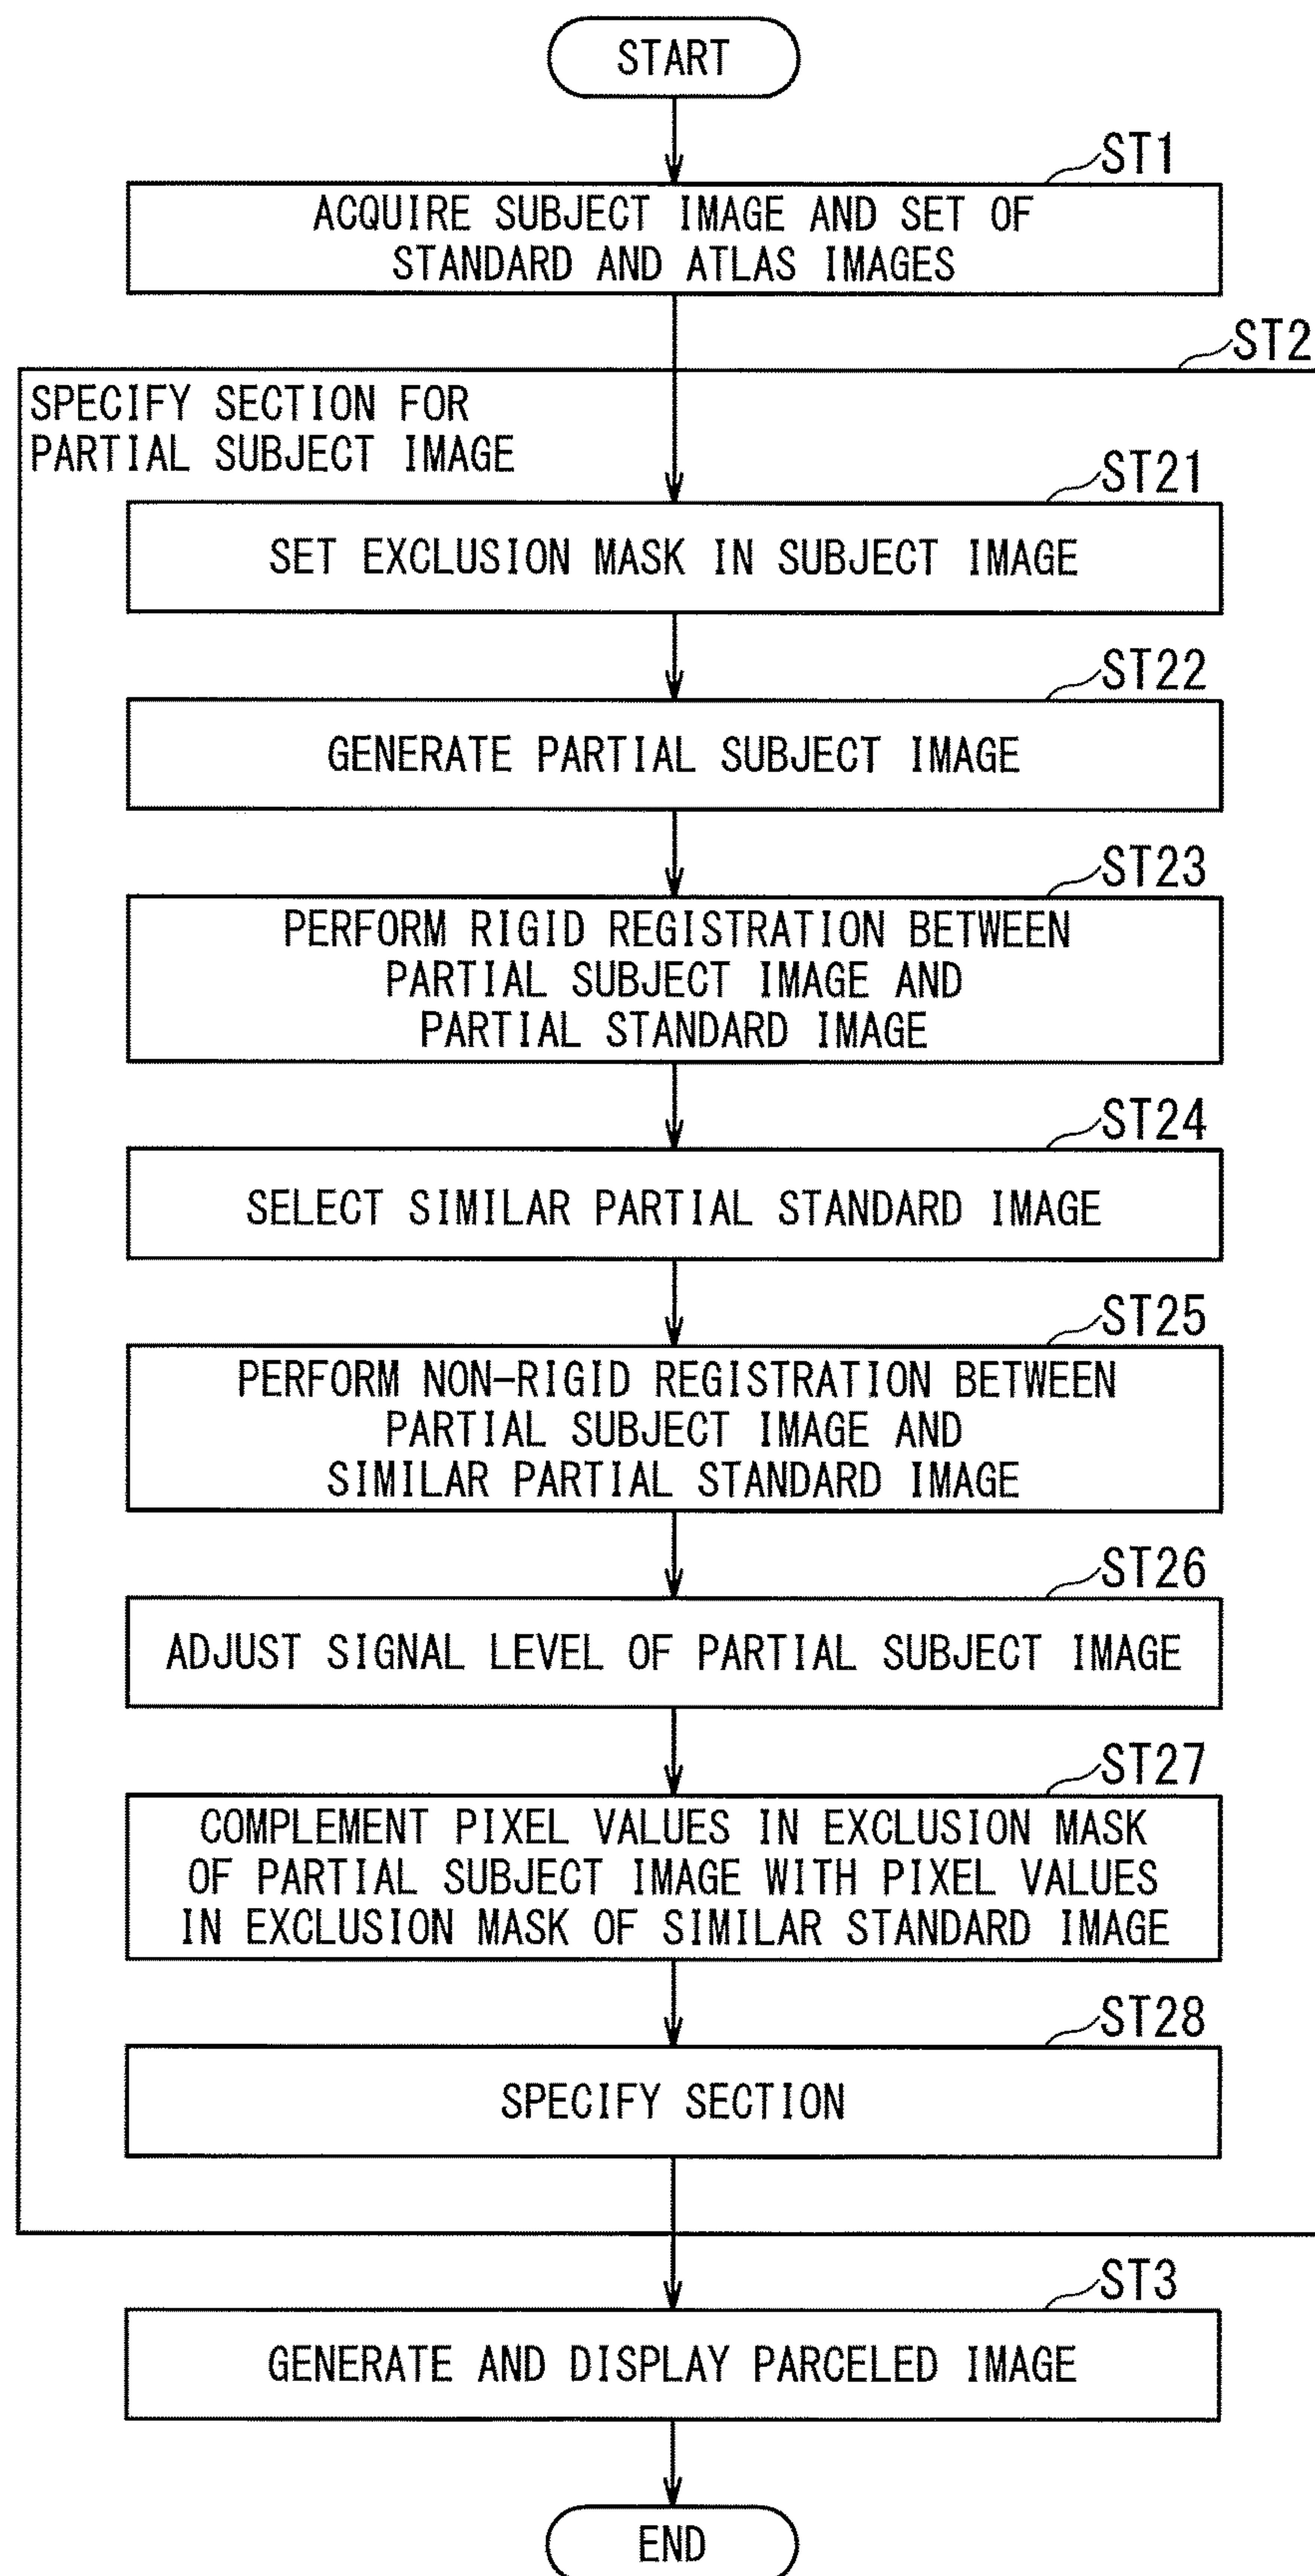 START
ST1
ACQUIRE SUBJECT IMAGE AND SET OF
STANDARD AND ATLAS IMAGES
ST2
SPECIFY SECTION FOR
PARTIAL SUBJECT IMAGE
ST21
SET EXCLUSION MASK IN SUBJECT IMAGE
ST22
GENERATE PARTIAL SUBJECT IMAGE
ST23
PERFORM RIGID REGISTRATION BETWEEN
PARTIAL SUBJECT IMAGE AND
PARTIAL STANDARD IMAGE
ST24
SELECT SIMILAR PARTIAL STANDARD IMAGE
ST25
PERFORM NON-RIGID REGISTRATION BETWEEN
PARTIAL SUBJECT IMAGE AND
SIMILAR PARTIAL STANDARD IMAGE
ST26
ADJUST SIGNAL LEVEL OF PARTIAL SUBJECT IMAGE
ST27
COMPLEMENT PIXEL VALUES IN EXCLUSION MASK
OF PARTIAL SUBJECT IMAGE WITH PIXEL VALUES
IN EXCLUSION MASK OF SIMILAR STANDARD IMAGE
ST28
SPECIFY SECTION
ST3
GENERATE AND DISPLAY PARCELED IMAGE
END